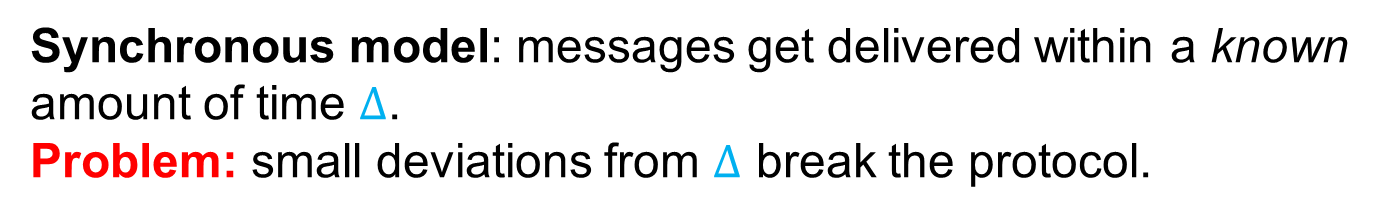 Synchronous model: messages get delivered within a known
amount of time Δ.
Problem: small deviations from Δ break the protocol.